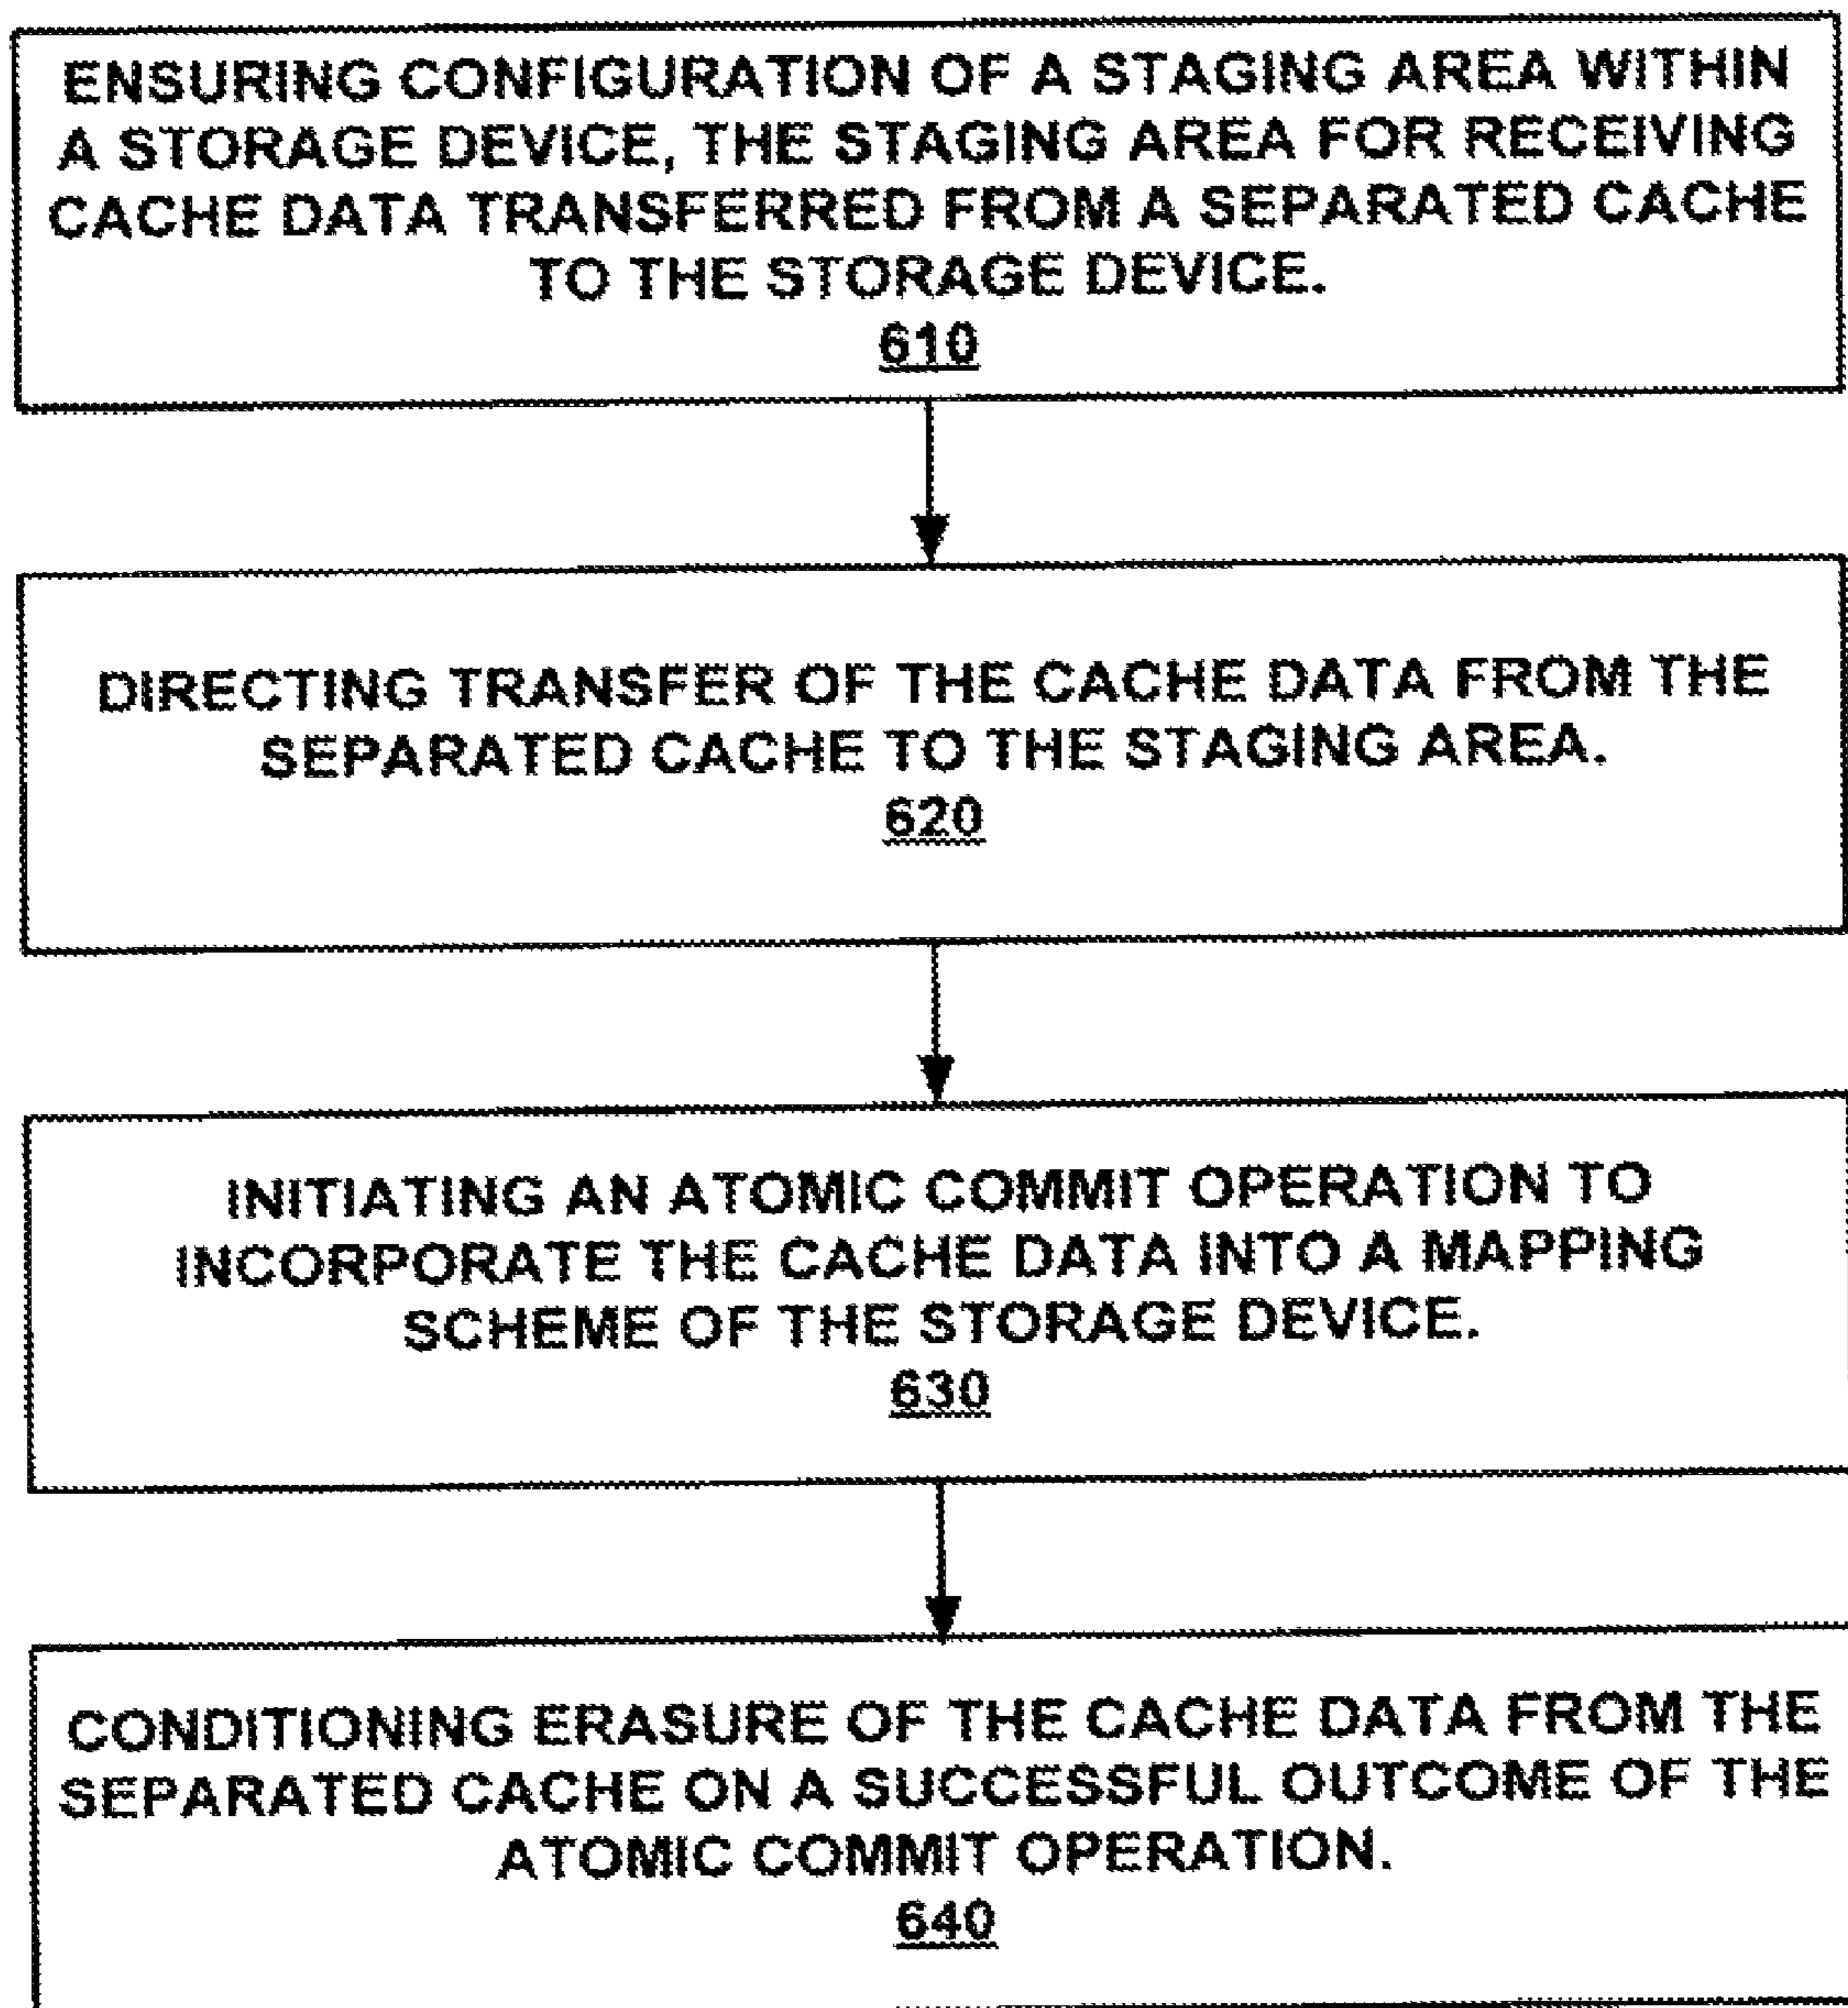 ENSURING CONFIGURATION OF A STAGING AREA WITHIN
A STORAGE DEVICE, THE STAGING AREA FOR RECEIVING
CACHE DATA TRANSFERRED FROM A SEPARATED CACHE
TO THE STORAGE DEVICE.
610
DIRECTING TRANSFER OF THE CACHE DATA FROM THE
SEPARATED CACHE TO THE STAGING AREA.
620
INITIATING AN ATOMIC COMMIT OPERATION TO
INCORPORATE THE CACHE DATA INTO A MAPPING
SCHEME OF THE STORAGE DEVICE.
630
CONDITIONING ERASURE OF THE CACHE DATA FROM THE
SEPARATED CACHE ON A SUCCESSFUL OUTCOME OF THE
ATOMIC COMMIT OPERATION.
640